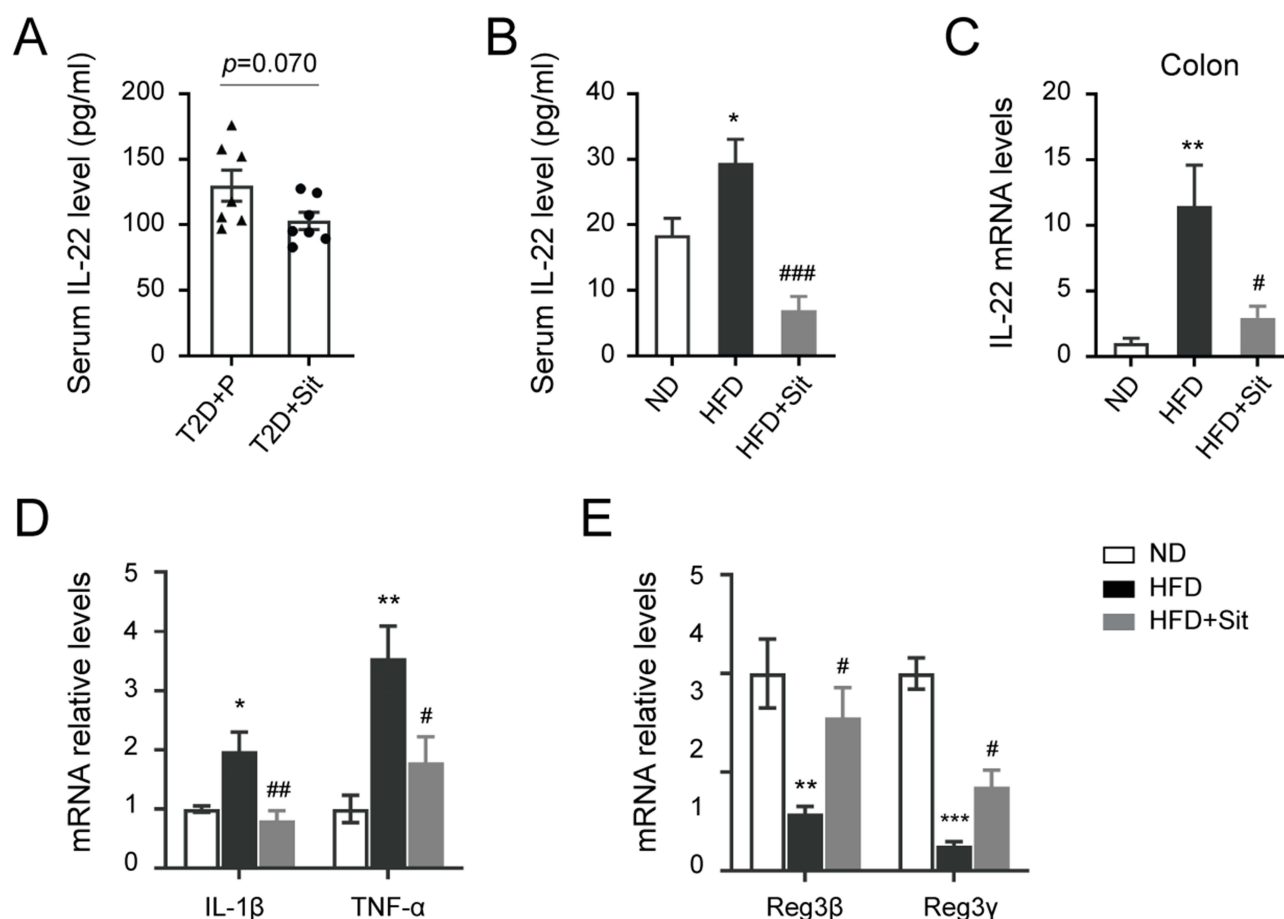 A
p=0.070
Serum IL-22 level (pg/ml)
200
150
100
50
0
T2D+P
T2D+Sit
B
Serum IL-22 level (pg/ml)
40
30
20
10
0
*
###
ND
HFD
HFD+Sit
C
Colon
IL-22 mRNA levels
20
15
10
5
0
**
#
ND
HFD
HFD+Sit
D
mRNA relative levels
5
4
3
2
1
0
*
##
**
#
IL-1β
TNF-α
E
mRNA relative levels
5
4
3
2
1
0
**
#
***
#
Reg3β
Reg3γ
ND
HFD
HFD+Sit